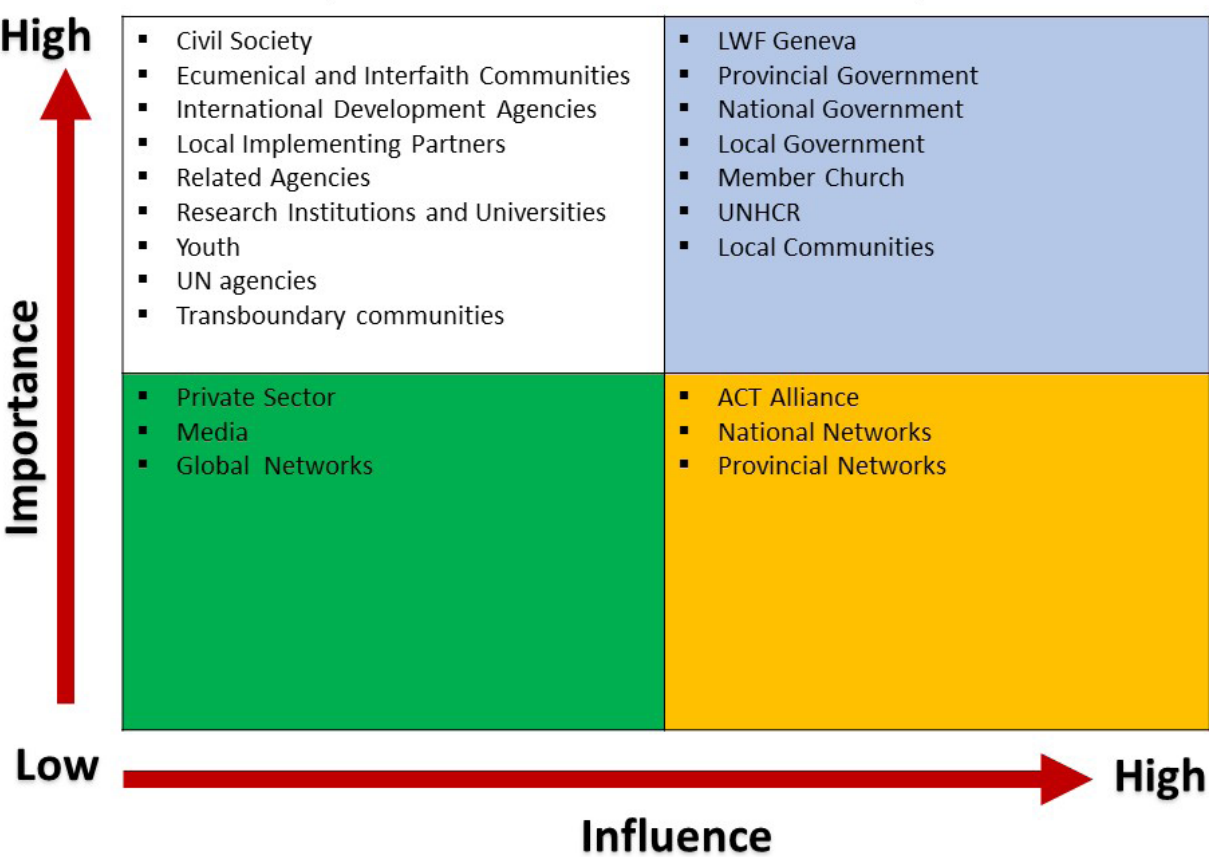 High
▪ Civil Society
▪ Ecumenical and Interfaith Communities
▪ International Development Agencies
▪ Local Implementing Partners
▪ Related Agencies
▪ Research Institutions and Universities
▪ Youth
▪ UN agencies
▪ Transboundary communities
▪ LWF Geneva
▪ Provincial Government
▪ National Government
▪ Local Government
▪ Member Church
▪ UNHCR
▪ Local Communities
Importance
▪ Private Sector
▪ Media
▪ Global Networks
▪ ACT Alliance
▪ National Networks
▪ Provincial Networks
Low
High
Influence